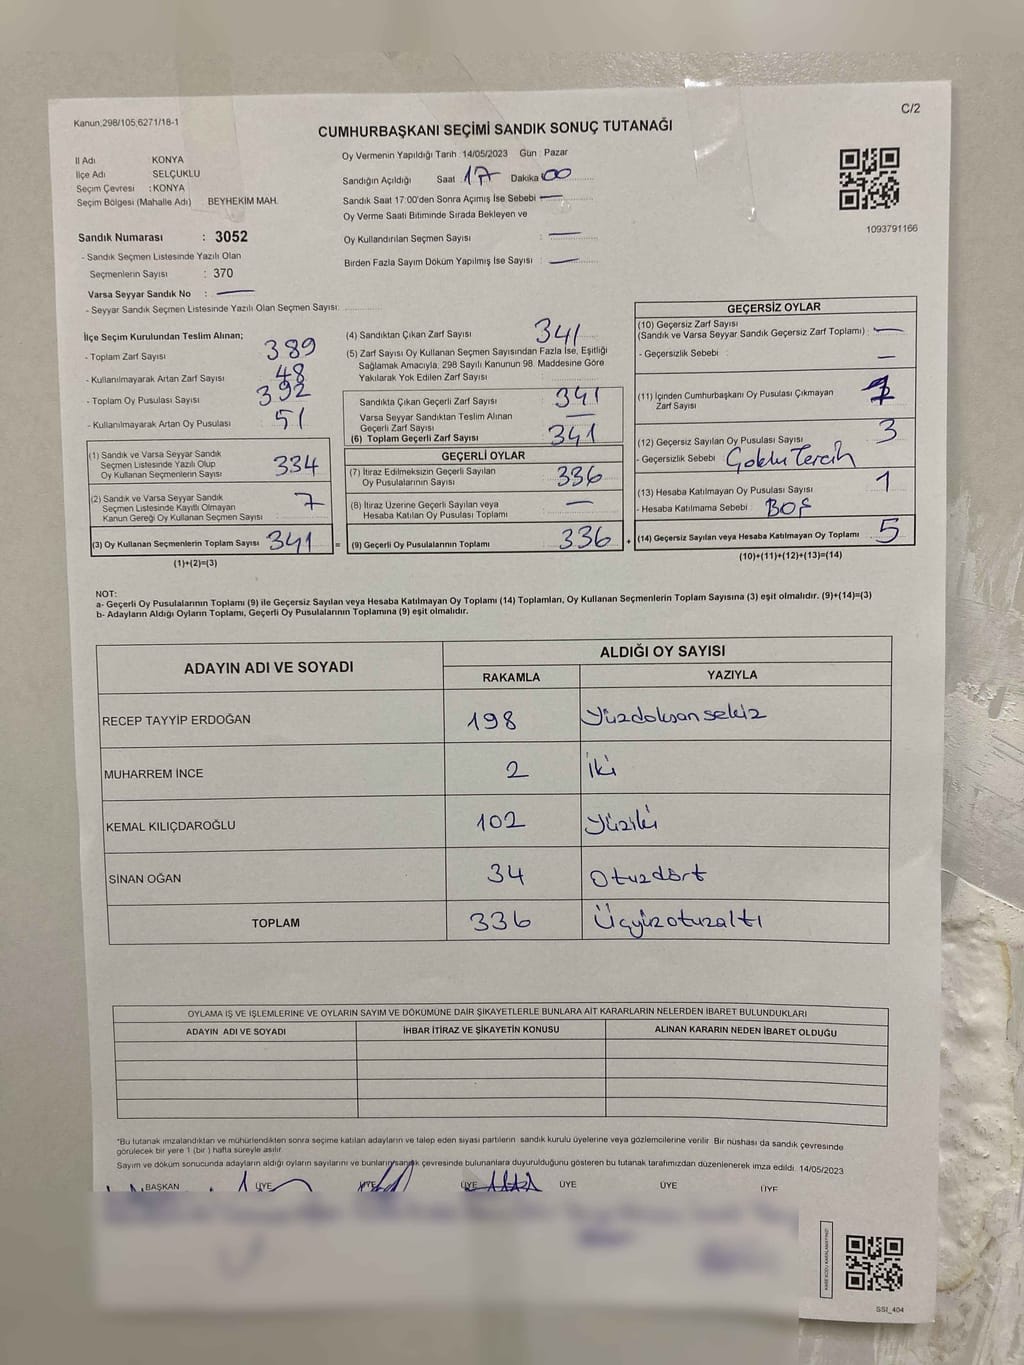 Kanun:298/105;6271/18-1
C/2
CUMHURBAŞKANI SEÇİMİ SANDIK SONUÇ TUTANAĞI
İl Adı KONYA
İlçe Adı SELÇUKLU
Seçim Çevresi : KONYA
Seçim Bölgesi (Mahalle Adı) BEYHEKİM MAH.
Sandık Numarası : 3052
- Sandık Seçmen Listesinde Yazılı Olan
Seçmenlerin Sayısı : 370
Varsa Seyyar Sandık No : —
- Seyyar Sandık Seçmen Listesinde Yazılı Olan Seçmen Sayısı:
Oy Vermenin Yapıldığı Tarih : 14/05/2023 Gün : Pazar
Sandığın Açıldığı Saat : 17 Dakika 00
Sandık Saat 17:00'den Sonra Açımış İse Sebebi —
Oy Verme Saati Bitiminde Sırada Bekleyen ve
Oy Kullandırılan Seçmen Sayısı : —
Birden Fazla Sayım Döküm Yapılmış İse Sayısı : —
1093791166
İlçe Seçim Kurulundan Teslim Alınan;
- Toplam Zarf Sayısı 389
- Kullanılmayarak Artan Zarf Sayısı 48
- Toplam Oy Pusulası Sayısı 392
- Kullanılmayarak Artan Oy Pusulası 51
(1) Sandık ve Varsa Seyyar Sandık
Seçmen Listesinde Yazılı Olup
Oy Kullanan Seçmenlerin Sayısı 334
(2) Sandık ve Varsa Seyyar Sandık
Seçmen Listesinde Kayıtlı Olmayan
Kanun Gereği Oy Kullanan Seçmen Sayısı 7
(3) Oy Kullanan Seçmenlerin Toplam Sayısı 341 =
(1)+(2)=(3)
(4) Sandıktan Çıkan Zarf Sayısı 341
(5) Zarf Sayısı Oy Kullanan Seçmen Sayısından Fazla İse, Eşitliği
Sağlamak Amacıyla, 298 Sayılı Kanunun 98. Maddesine Göre
Yakılarak Yok Edilen Zarf Sayısı :
Sandıkta Çıkan Geçerli Zarf Sayısı 341
Varsa Seyyar Sandıktan Teslim Alınan
Geçerli Zarf Sayısı —
(6) Toplam Geçerli Zarf Sayısı 341
GEÇERLİ OYLAR
(7) İtiraz Edilmeksizin Geçerli Sayılan
Oy Pusulalarının Sayısı 336
(8) İtiraz Üzerine Geçerli Sayılan veya
Hesaba Katılan Oy Pusulası Toplamı —
(9) Geçerli Oy Pusulalarının Toplamı 336 +
GEÇERSİZ OYLAR
(10) Geçersiz Zarf Sayısı
(Sandık ve Varsa Seyyar Sandık Geçersiz Zarf Toplamı) : —
- Geçersizlik Sebebi : —
(11) İçinden Cumhurbaşkanı Oy Pusulası Çıkmayan
Zarf Sayısı 1
(12) Geçersiz Sayılan Oy Pusulası Sayısı 3
- Geçersizlik Sebebi : Çoklu Tercih
(13) Hesaba Katılmayan Oy Pusulası Sayısı 1
- Hesaba Katılmama Sebebi : BOŞ
(14) Geçersiz Sayılan veya Hesaba Katılmayan Oy Toplamı 5
(10)+(11)+(12)+(13)=(14)
NOT:
a- Geçerli Oy Pusulalarının Toplamı (9) ile Geçersiz Sayılan veya Hesaba Katılmayan Oy Toplamı (14) Toplamları, Oy Kullanan Seçmenlerin Toplam Sayısına (3) eşit olmalıdır. (9)+(14)=(3)
b- Adayların Aldığı Oyların Toplamı, Geçerli Oy Pusulalarının Toplamına (9) eşit olmalıdır.
ADAYIN ADI VE SOYADI
ALDIĞI OY SAYISI
RAKAMLA YAZIYLA
RECEP TAYYİP ERDOĞAN 198 Yüzdoksansekiz
MUHARREM İNCE 2 İki
KEMAL KILIÇDAROĞLU 102 Yüziki
SİNAN OĞAN 34 Otuzdört
TOPLAM 336 Üçyüzotuzaltı
OYLAMA İŞ VE İŞLEMLERİNE VE OYLARIN SAYIM VE DÖKÜMÜNE DAİR ŞİKAYETLERLE BUNLARA AİT KARARLARIN NELERDEN İBARET BULUNDUKLARI
ADAYIN ADI VE SOYADI İHBAR İTİRAZ VE ŞİKAYETİN KONUSU ALINAN KARARIN NEDEN İBARET OLDUĞU
*Bu tutanak imzalandıktan ve mühürlendikten sonra seçime katılan adayların ve talep eden siyasi partilerin sandık kurulu üyelerine veya gözlemcilerine verilir. Bir nüshası da sandık çevresinde
görülecek bir yere 1 (bir ) hafta süreyle asılır.
Sayım ve döküm sonucunda adayların aldığı oyların sayılarını ve bunların sandık çevresinde bulunanlara duyurulduğunu gösteren bu tutanak tarafımızdan düzenlenerek imza edildi. 14/05/2023
BAŞKAN ÜYE ÜYE ÜYE ÜYE ÜYE ÜYE
KARE KODU KARALAMAYINIZ!
SSI_404